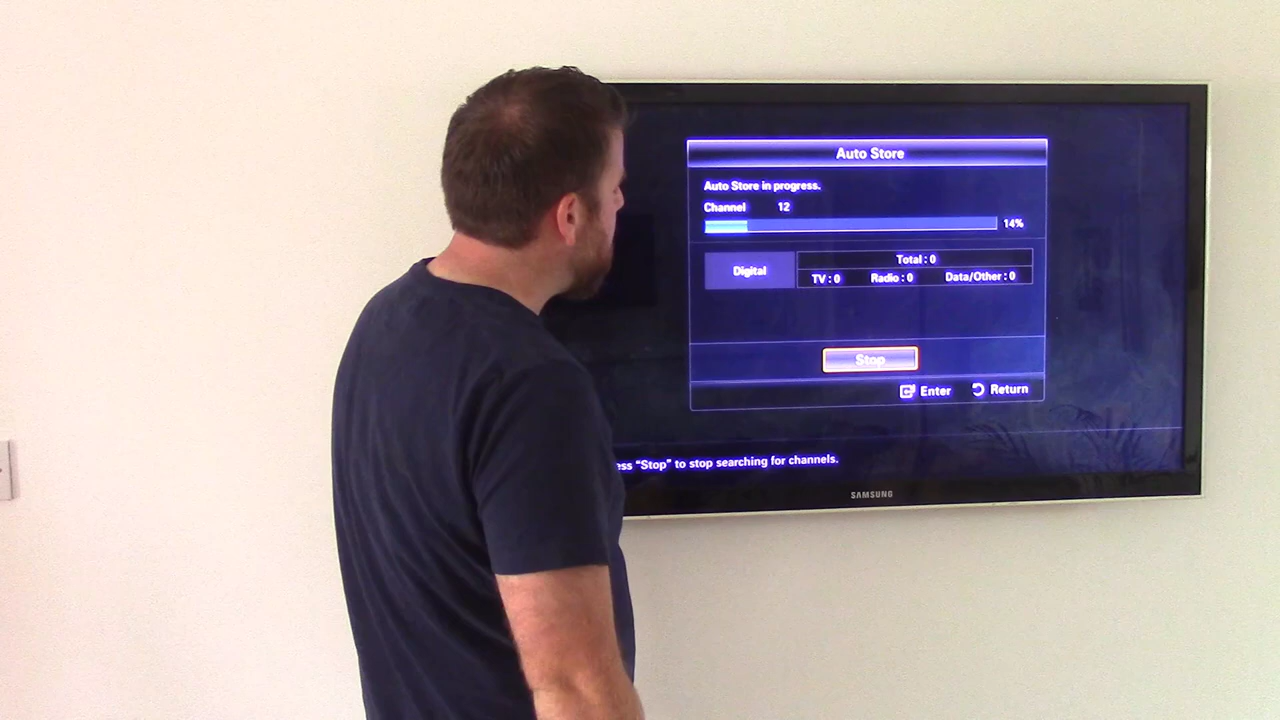 Auto Store
Auto Store in progress.
Channel 12
14%
Digital
Total : 0
TV : 0 Radio : 0 Data/Other : 0
Stop
Enter Return
"Stop" to stop searching for channels.
SAMSUNG